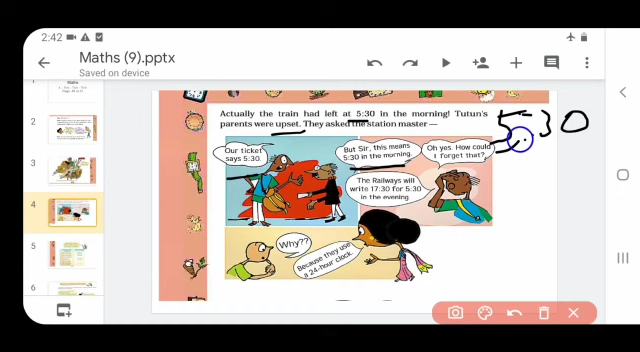 2:42
Maths (9).pptx
Saved on device
Actually the train had left at 5:30 in the morning! Tutun's
parents were upset. They asked the station master —
Our ticket
says 5:30.
But Sir, this means
5:30 in the morning.
Oh yes. How could
I forget that?
The Railways will
write 17:30 for 5:30
in the evening
Why??
Because they use
a 24-hour clock.
530
2
3
4
5
6